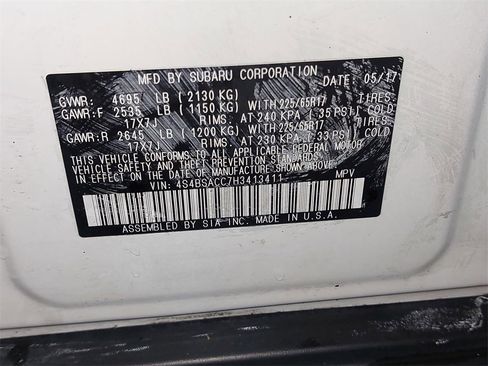 MFD BY SUBARU CORPORATION DATE: 05/17
GVWR: 4695 LB (2130 KG)
GAWR:F 2535 LB (1150 KG) WITH 225/65R17 TIRES.
17X7J RIMS. AT 240 KPA (35 PSI) COLD
GAWR:R 2645 LB (1200 KG) WITH 225/65R17 TIRES.
17X7J RIMS. AT 230 KPA (33 PSI) COLD
THIS VEHICLE CONFORMS TO ALL APPLICABLE FEDERAL MOTOR
VEHICLE SAFETY STANDARDS IN EFFECT ON THE
DATE OF MANUFACTURE SHOWN ABOVE.
VIN: 4S4BSACC7H3413411 MPV
ASSEMBLED BY SIA INC. MADE IN U.S.A.